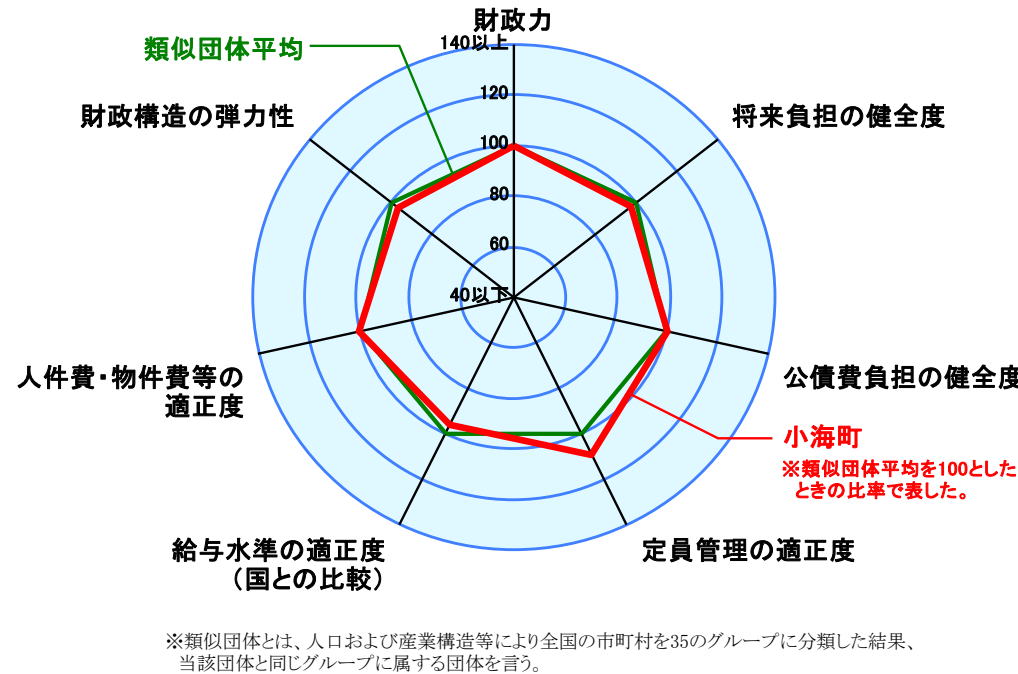 財政力
140以上
類似団体平均
120
財政構造の弾力性
将来負担の健全度
100
80
60
40以下
人件費・物件費等の
適正度
公債費負担の健全度
小海町
※類似団体平均を100とした
ときの比率で表した。
給与水準の適正度
（国との比較）
定員管理の適正度
※類似団体とは、人口および産業構造等により全国の市町村を35のグループに分類した結果、
当該団体と同じグループに属する団体を言う。